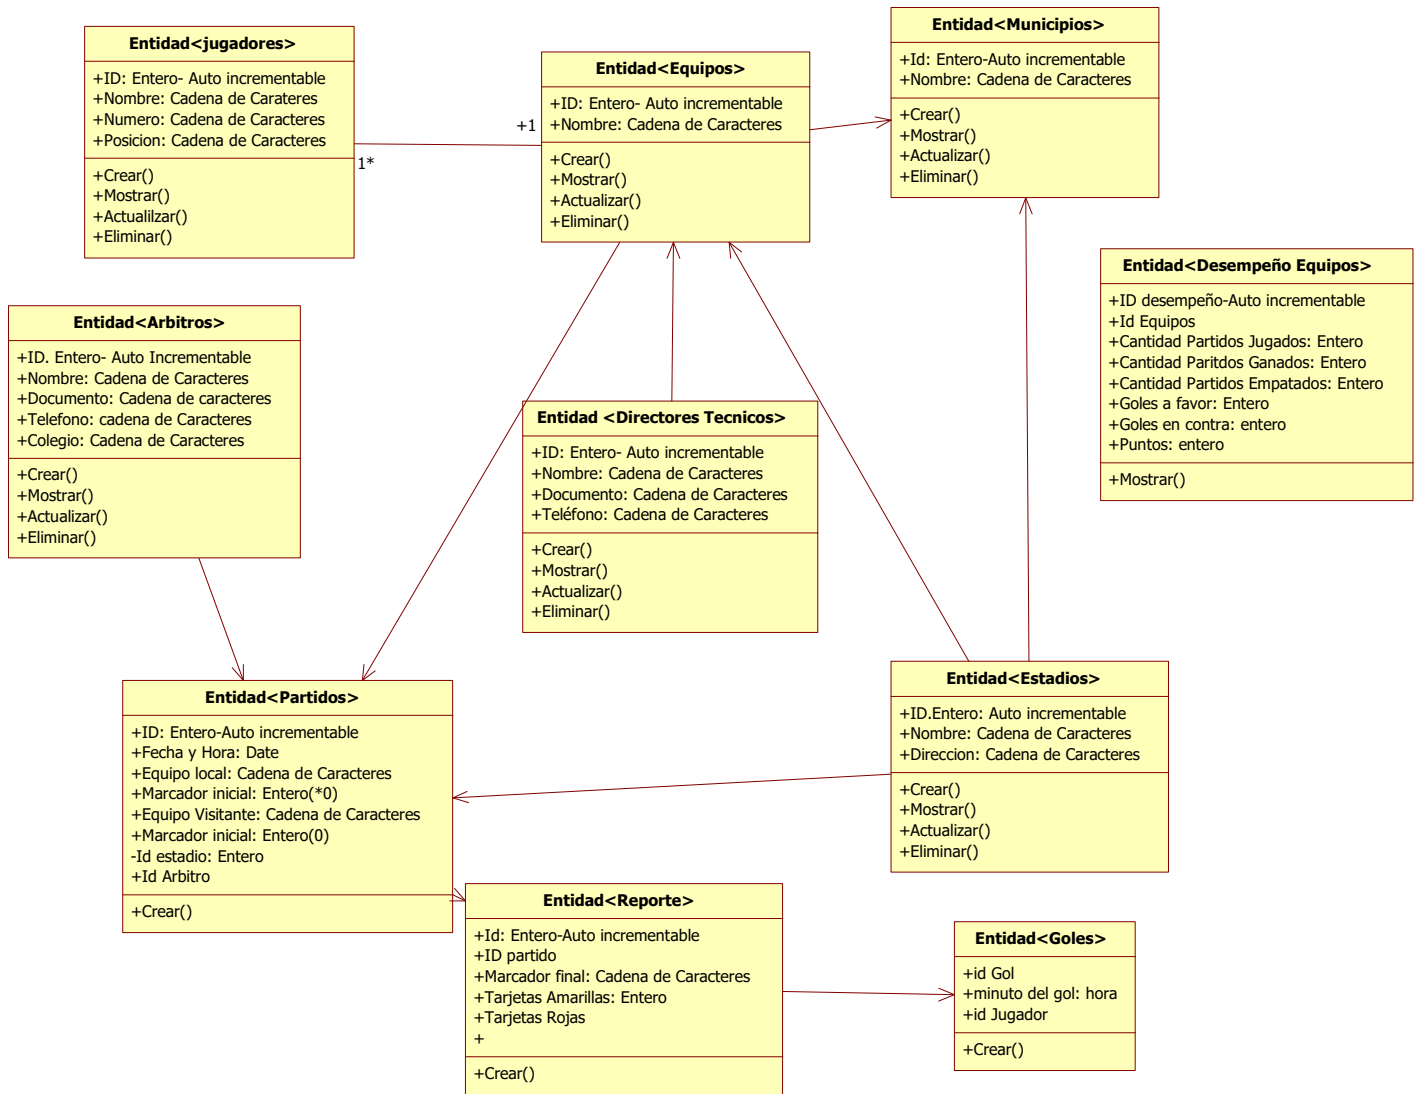 Entidad<jugadores>
+ID: Entero- Auto incrementable
+Nombre: Cadena de Carateres
+Numero: Cadena de Caracteres
+Posicion: Cadena de Caracteres
+Crear()
+Mostrar()
+Actualilzar()
+Eliminar()
+1
1*
Entidad<Equipos>
+ID: Entero- Auto incrementable
+Nombre: Cadena de Caracteres
+Crear()
+Mostrar()
+Actualizar()
+Eliminar()
Entidad<Municipios>
+Id: Entero-Auto incrementable
+Nombre: Cadena de Caracteres
+Crear()
+Mostrar()
+Actualizar()
+Eliminar()
Entidad<Desempeño Equipos>
+ID desempeño-Auto incrementable
+Id Equipos
+Cantidad Partidos Jugados: Entero
+Cantidad Paritdos Ganados: Entero
+Cantidad Partidos Empatados: Entero
+Goles a favor: Entero
+Goles en contra: entero
+Puntos: entero
+Mostrar()
Entidad<Arbitros>
+ID. Entero- Auto Incrementable
+Nombre: Cadena de Caracteres
+Documento: Cadena de caracteres
+Telefono: cadena de Caracteres
+Colegio: Cadena de Caracteres
+Crear()
+Mostrar()
+Actualizar()
+Eliminar()
Entidad <Directores Tecnicos>
+ID: Entero- Auto incrementable
+Nombre: Cadena de Caracteres
+Documento: Cadena de Caracteres
+Teléfono: Cadena de Caracteres
+Crear()
+Mostrar()
+Actualizar()
+Eliminar()
Entidad<Partidos>
+ID: Entero-Auto incrementable
+Fecha y Hora: Date
+Equipo local: Cadena de Caracteres
+Marcador inicial: Entero(*0)
+Equipo Visitante: Cadena de Caracteres
+Marcador inicial: Entero(0)
-Id estadio: Entero
+Id Arbitro
+Crear()
Entidad<Estadios>
+ID.Entero: Auto incrementable
+Nombre: Cadena de Caracteres
+Direccion: Cadena de Caracteres
+Crear()
+Mostrar()
+Actualizar()
+Eliminar()
Entidad<Reporte>
+Id: Entero-Auto incrementable
+ID partido
+Marcador final: Cadena de Caracteres
+Tarjetas Amarillas: Entero
+Tarjetas Rojas
+
+Crear()
Entidad<Goles>
+id Gol
+minuto del gol: hora
+id Jugador
+Crear()